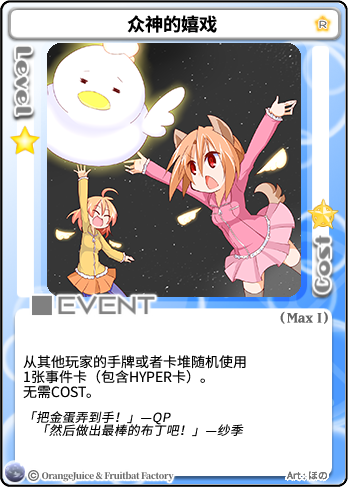 众神的嬉戏
R
Level
Cost
EVENT
(Max 1)
从其他玩家的手牌或者卡堆随机使用
1张事件卡（包含HYPER卡）。
无需COST。
「把金蛋弄到手！」—QP
「然后做出最棒的布丁吧！」—纱季
© OrangeJuice & Fruitbat Factory
Art: ほの